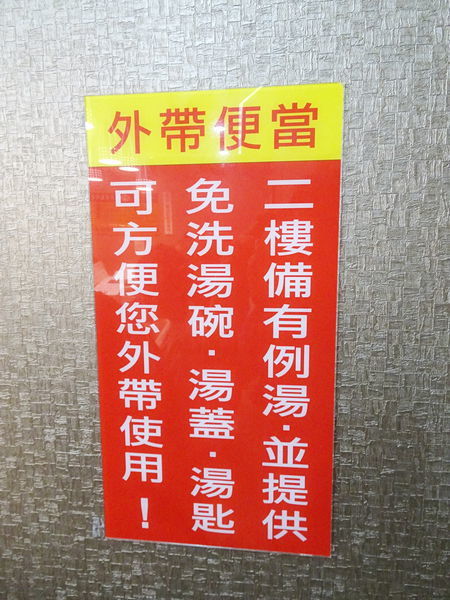 外帶便當
二樓備有例湯·並提供
免洗湯碗·湯蓋·湯匙
可方便您外帶使用！